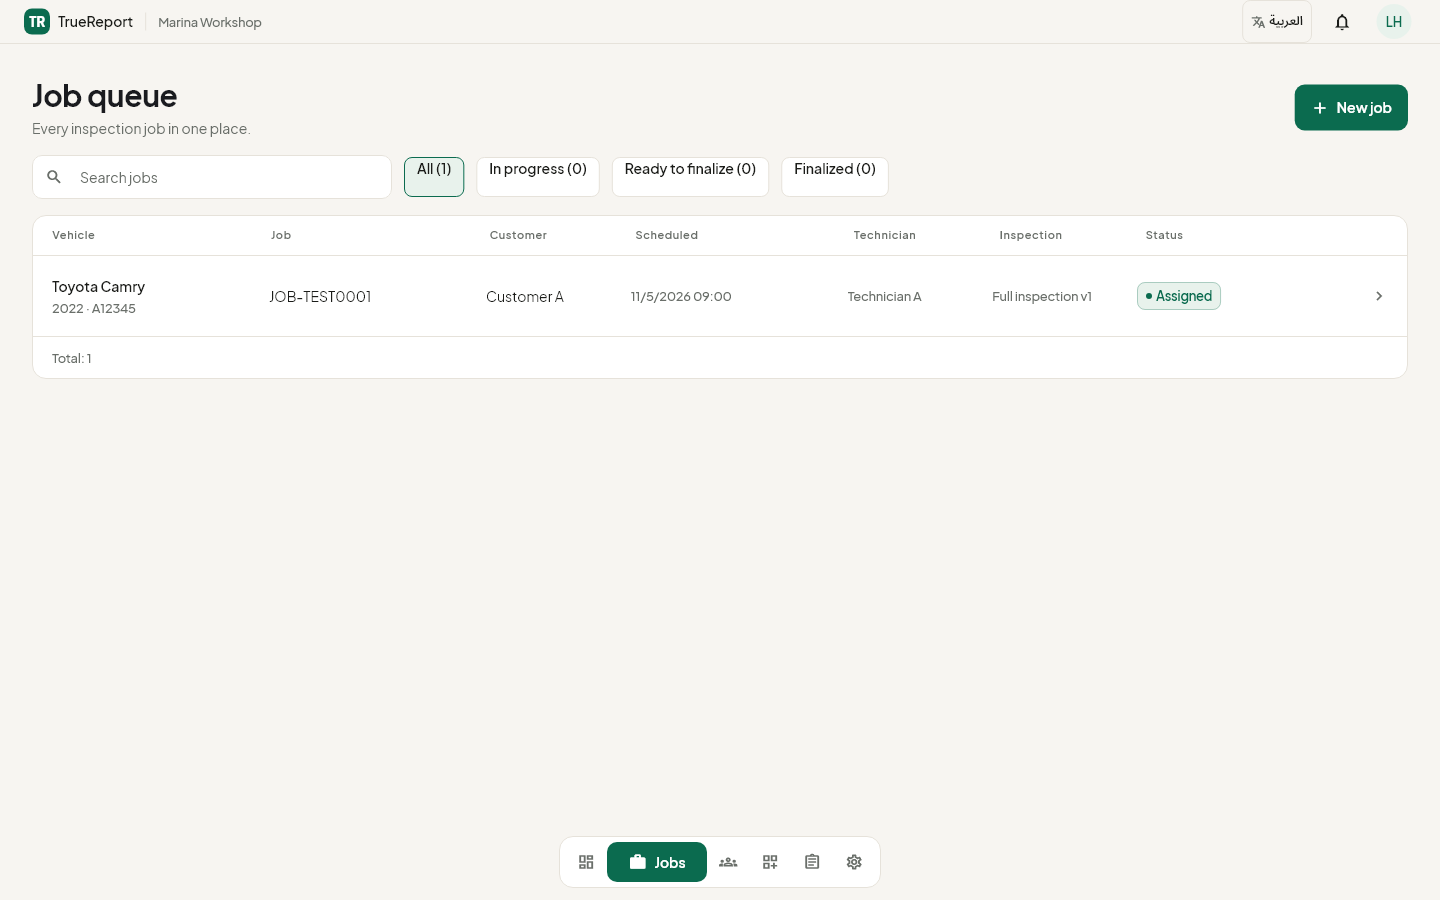 TR TrueReport Marina Workshop العربية LH
Job queue
Every inspection job in one place.
New job
Search jobs All (1) In progress (0) Ready to finalize (0) Finalized (0)
Vehicle Job Customer Scheduled Technician Inspection Status
Toyota Camry
2022 · A12345
JOB-TEST0001 Customer A 11/5/2026 09:00 Technician A Full inspection v1 Assigned
Total: 1
Jobs